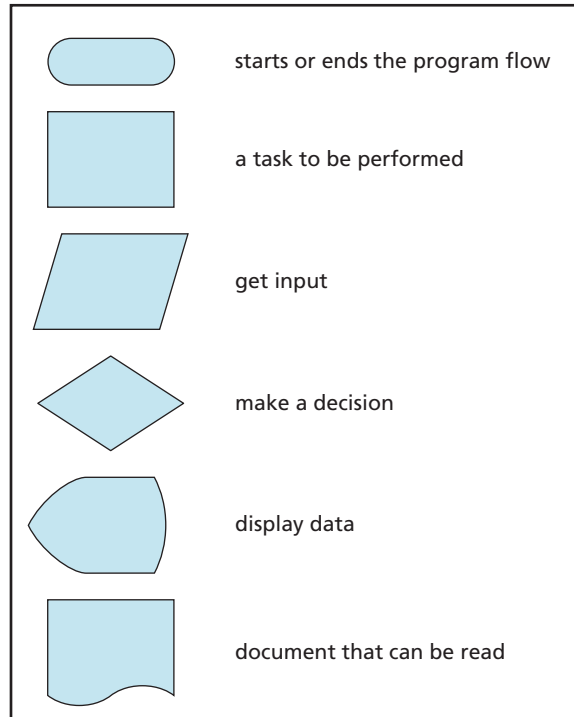 starts or ends the program flow
a task to be performed
get input
make a decision
display data
document that can be read